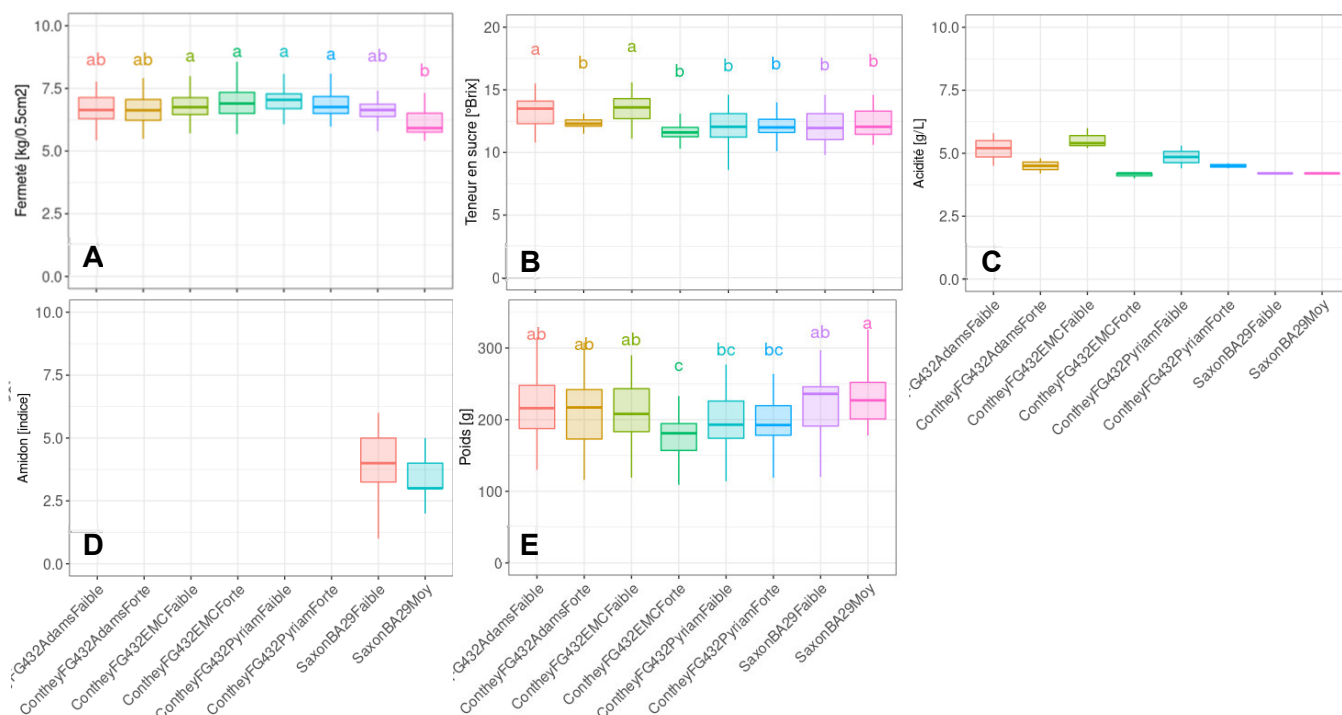 10.0
7.5
5.0
2.5
0.0
Fermeté [kg/0.5cm2]
ab
ab
a
a
a
a
ab
b
A
20
15
10
5
0
Teneur en sucre [°Brix]
a
b
a
b
b
b
b
b
B
10.0
7.5
5.0
2.5
0.0
Acidité [g/L]
C
G432AdamsFaible
ContheyFG432AdamsForte
ContheyFG432EMCFaible
ContheyFG432EMCForte
ContheyFG432PyriamFaible
ContheyFG432PyriamForte
SaxonBA29Faible
SaxonBA29Moy
10.0
7.5
5.0
2.5
0.0
Amidon [indice]
D
G432AdamsFaible
ContheyFG432AdamsForte
ContheyFG432EMCFaible
ContheyFG432EMCForte
ContheyFG432PyriamFaible
ContheyFG432PyriamForte
SaxonBA29Faible
SaxonBA29Moy
300
200
100
0
Poids [g]
ab
ab
ab
c
bc
bc
ab
a
E
G432AdamsFaible
ContheyFG432AdamsForte
ContheyFG432EMCFaible
ContheyFG432EMCForte
ContheyFG432PyriamFaible
ContheyFG432PyriamForte
SaxonBA29Faible
SaxonBA29Moy